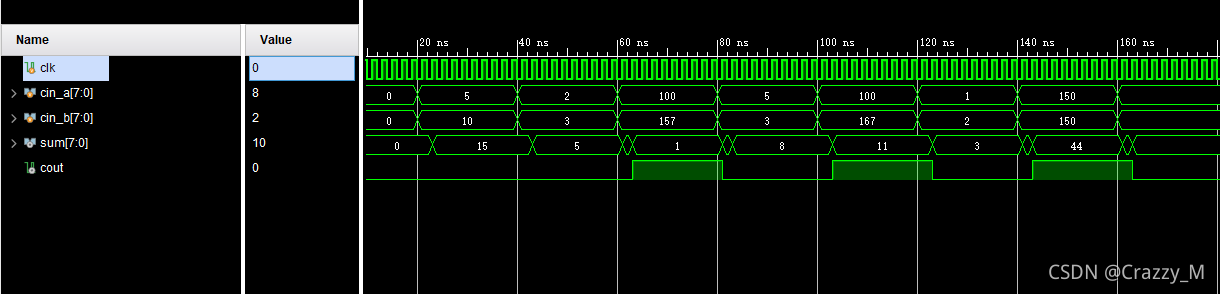 Name Value
20 ns 40 ns 60 ns 80 ns 100 ns 120 ns 140 ns 160 ns
clk 0
cin_a[7:0] 8 0 5 2 100 5 100 1 150
cin_b[7:0] 2 0 10 3 157 3 167 2 150
sum[7:0] 10 0 15 5 1 8 11 3 44
cout 0
CSDN @Crazzy_M